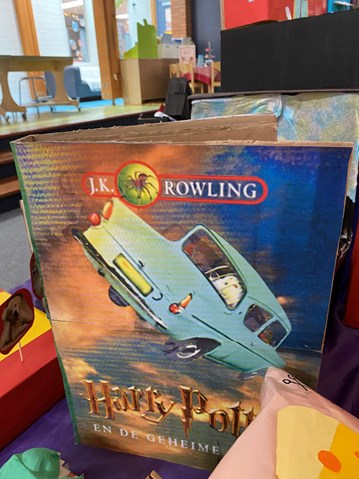 J.K. ROWLING
Harry Pott
EN DE GEHEIME